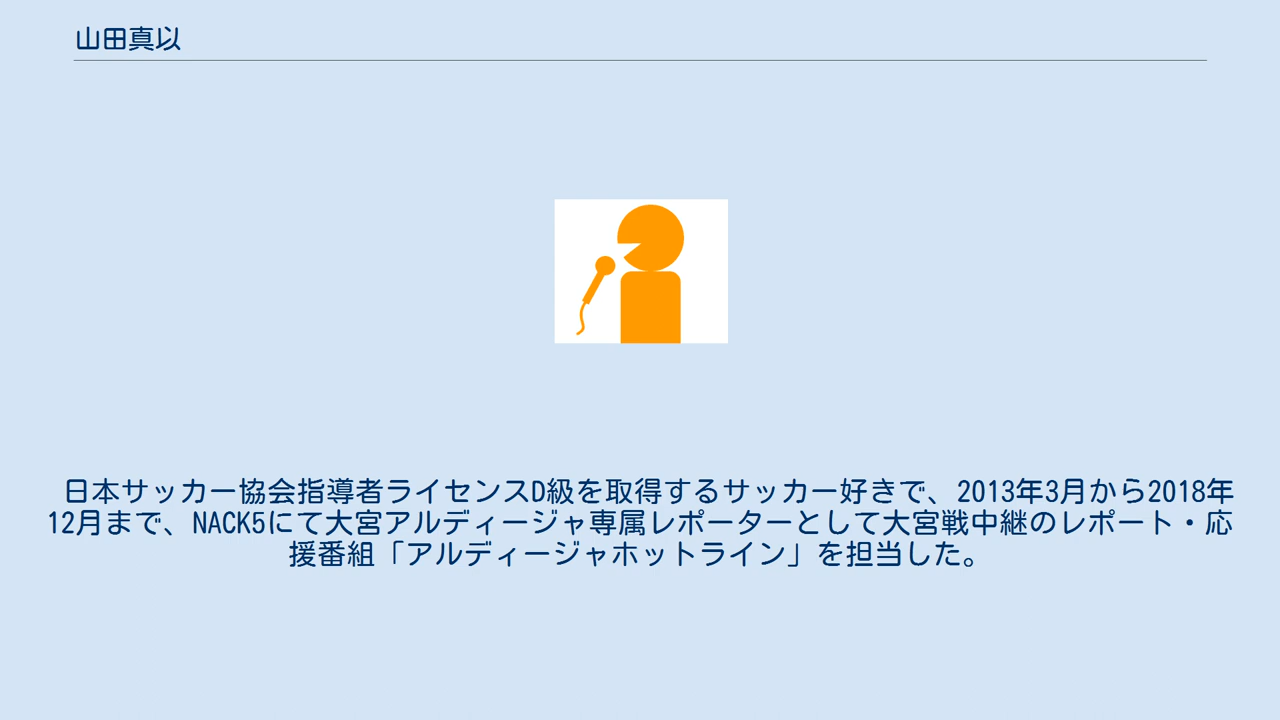 山田真以
日本サッカー協会指導者ライセンスD級を取得するサッカー好きで、2013年3月から2018年
12月まで、NACK5にて大宮アルディージャ専属レポーターとして大宮戦中継のレポート・応
援番組「アルディージャホットライン」を担当した。